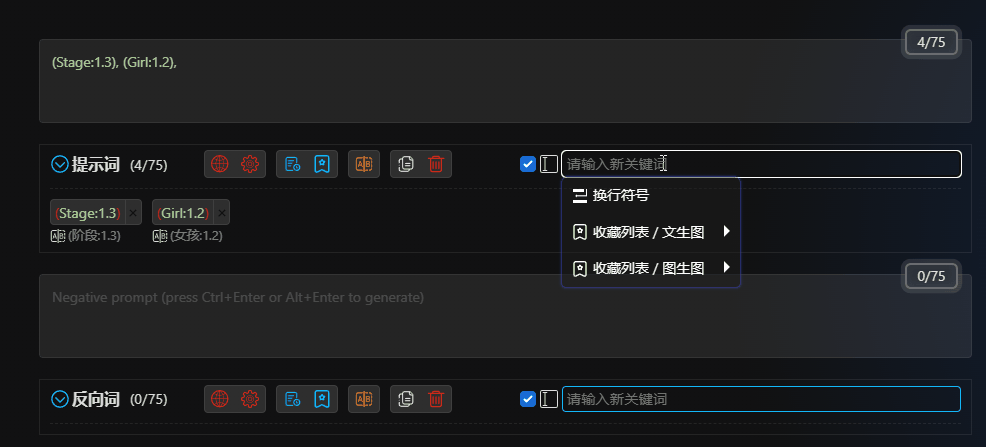 4/75
(Stage:1.3), (Girl:1.2),
提示词 (4/75)
请输入新关键词
换行符号
(Stage:1.3) × (Girl:1.2) ×
(阶段:1.3) (女孩:1.2)
收藏列表 / 文生图
收藏列表 / 图生图
0/75
Negative prompt (press Ctrl+Enter or Alt+Enter to generate)
反向词 (0/75)
请输入新关键词